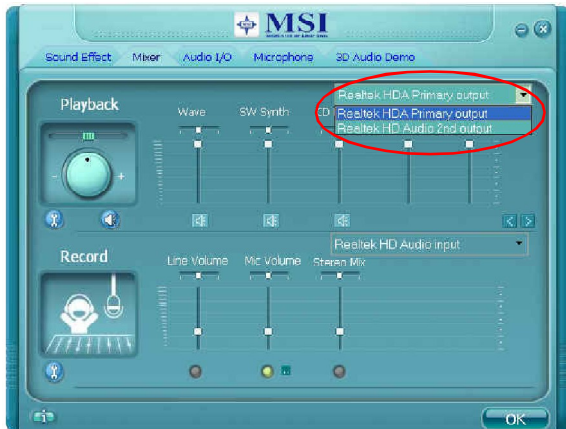 MSI
Sound Effect Mixer Audio I/O Microphone 3D Audio Demo
Realtek HDA Primary output
Playback
Wave SW Synth CD
Realtek HDA Primary output
Realtek HD Audio 2nd output
Realtek HD Audio input
Record
Line Volume Mic Volume Stereo Mix
OK